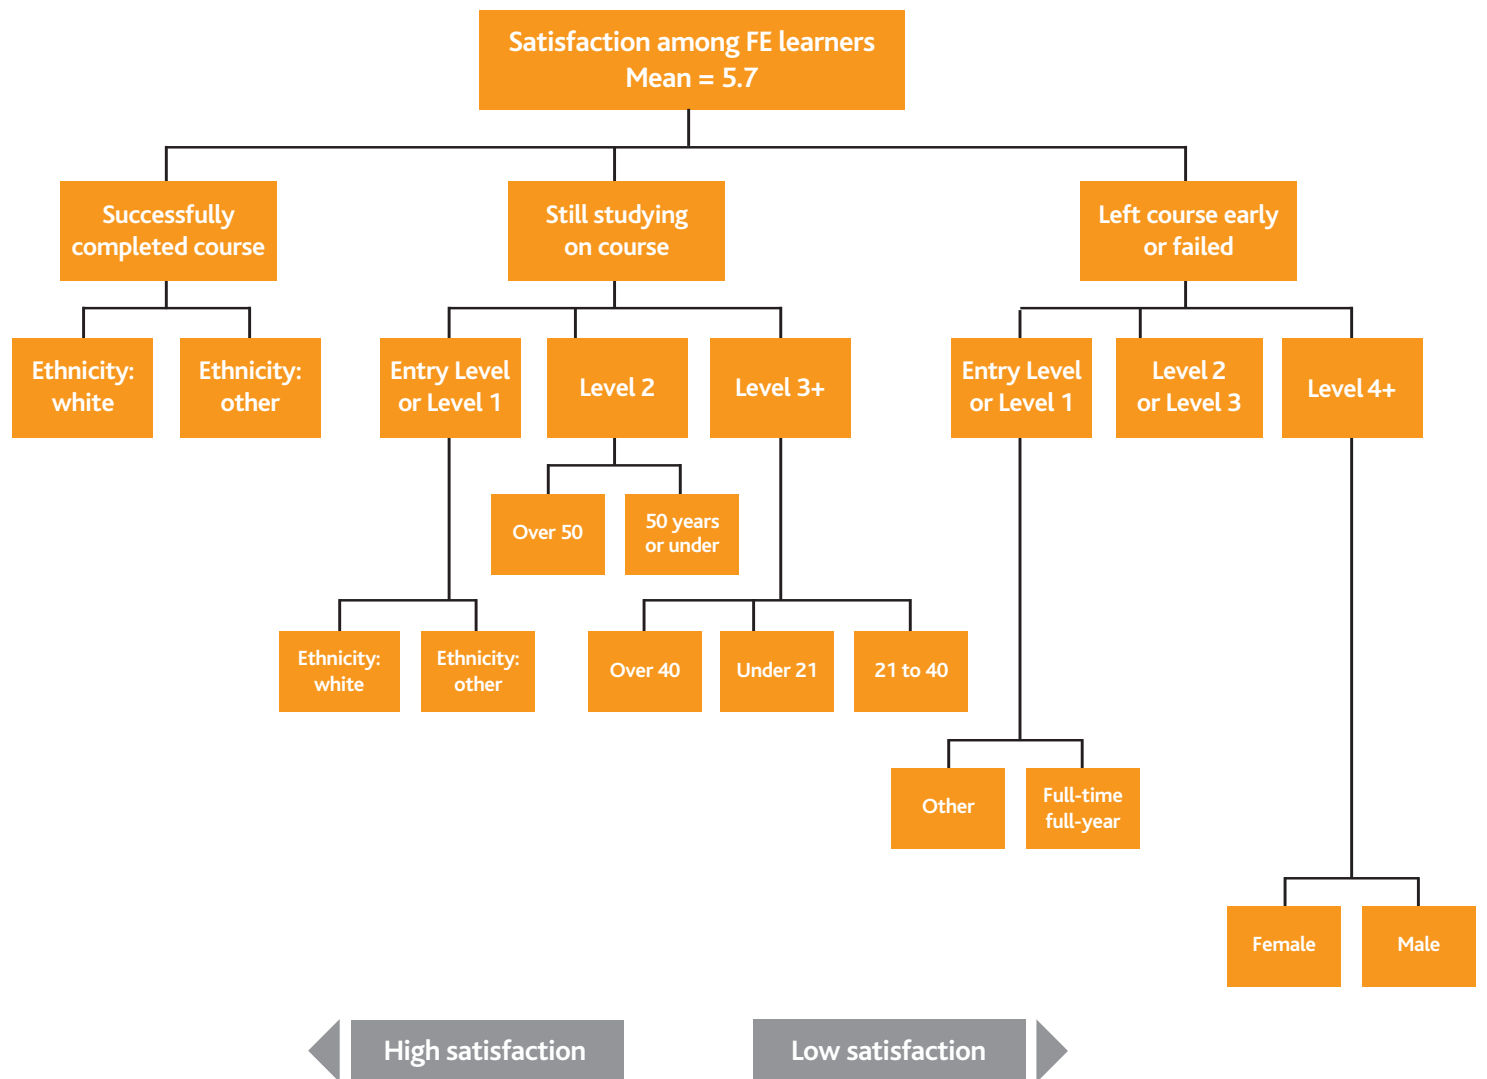 Satisfaction among FE learners
Mean = 5.7
Successfully
completed course
Still studying
on course
Left course early
or failed
Ethnicity:
white
Ethnicity:
other
Entry Level
or Level 1
Level 2
Level 3+
Entry Level
or Level 1
Level 2
or Level 3
Level 4+
Over 50
50 years
or under
Ethnicity:
white
Ethnicity:
other
Over 40
Under 21
21 to 40
Other
Full-time
full-year
Female
Male
High satisfaction
Low satisfaction